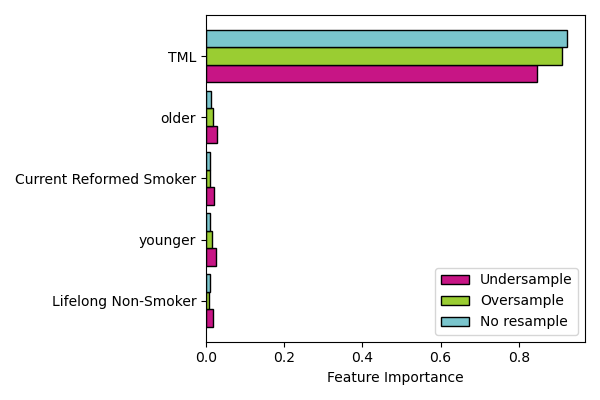 TML
older
Current Reformed Smoker
younger
Lifelong Non-Smoker
Undersample
Oversample
No resample
0.0 0.2 0.4 0.6 0.8
Feature Importance